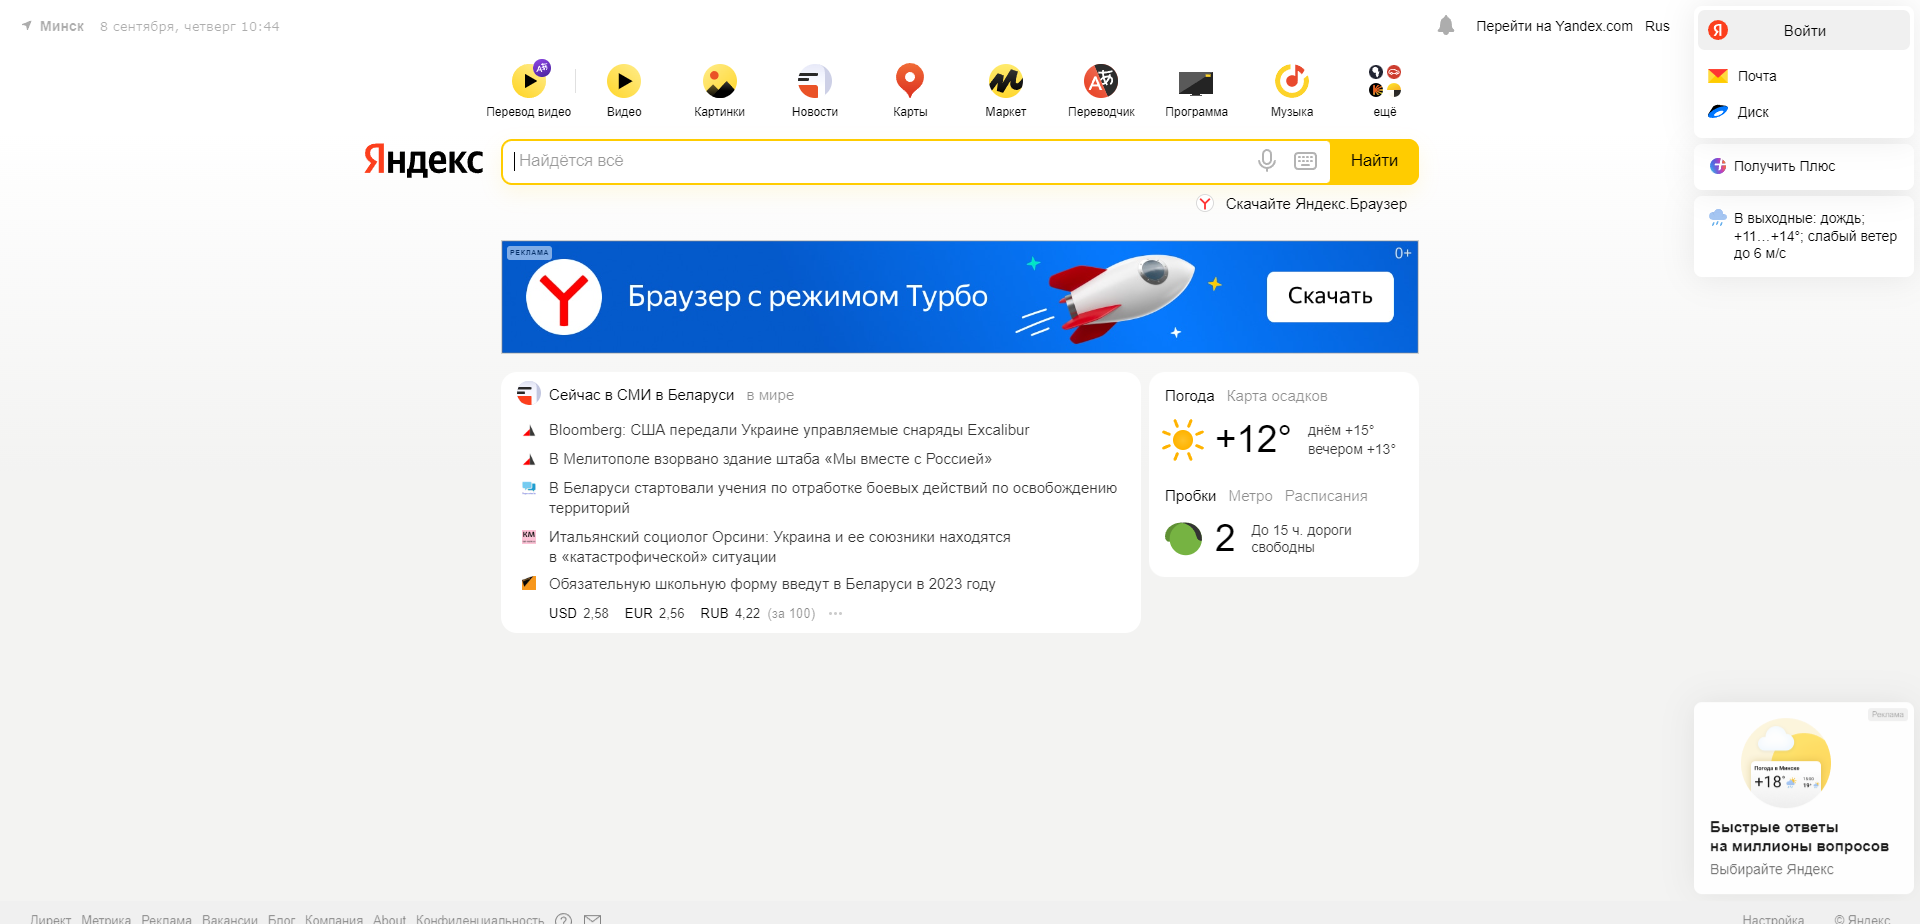 Минск 8 сентября, четверг 10:44
Перейти на Yandex.com Rus
Войти
Почта
Диск
Получить Плюс
В выходные: дождь;
+11…+14°; слабый ветер
до 6 м/с
Перевод видео
Видео
Картинки
Новости
Карты
Маркет
Переводчик
Программа
Музыка
ещё
Яндекс
Найдётся всё
Найти
Скачайте Яндекс.Браузер
РЕКЛАМА
0+
Браузер с режимом Турбо
Скачать
Сейчас в СМИ в Беларуси в мире
Bloomberg: США передали Украине управляемые снаряды Excalibur
В Мелитополе взорвано здание штаба «Мы вместе с Россией»
В Беларуси стартовали учения по отработке боевых действий по освобождению
территорий
KM
Итальянский социолог Орсини: Украина и ее союзники находятся
в «катастрофической» ситуации
Обязательную школьную форму введут в Беларуси в 2023 году
USD 2,58 EUR 2,56 RUB 4,22 (за 100) ···
Погода Карта осадков
+12°
днём +15°
вечером +13°
Пробки Метро Расписания
2
До 15 ч. дороги
свободны
Реклама
Погода в Минске
+18°
19°
Быстрые ответы
на миллионы вопросов
Выбирайте Яндекс
Директ Метрика Реклама Вакансии Блог Компания About Конфиденциальность
Настройка © Яндекс